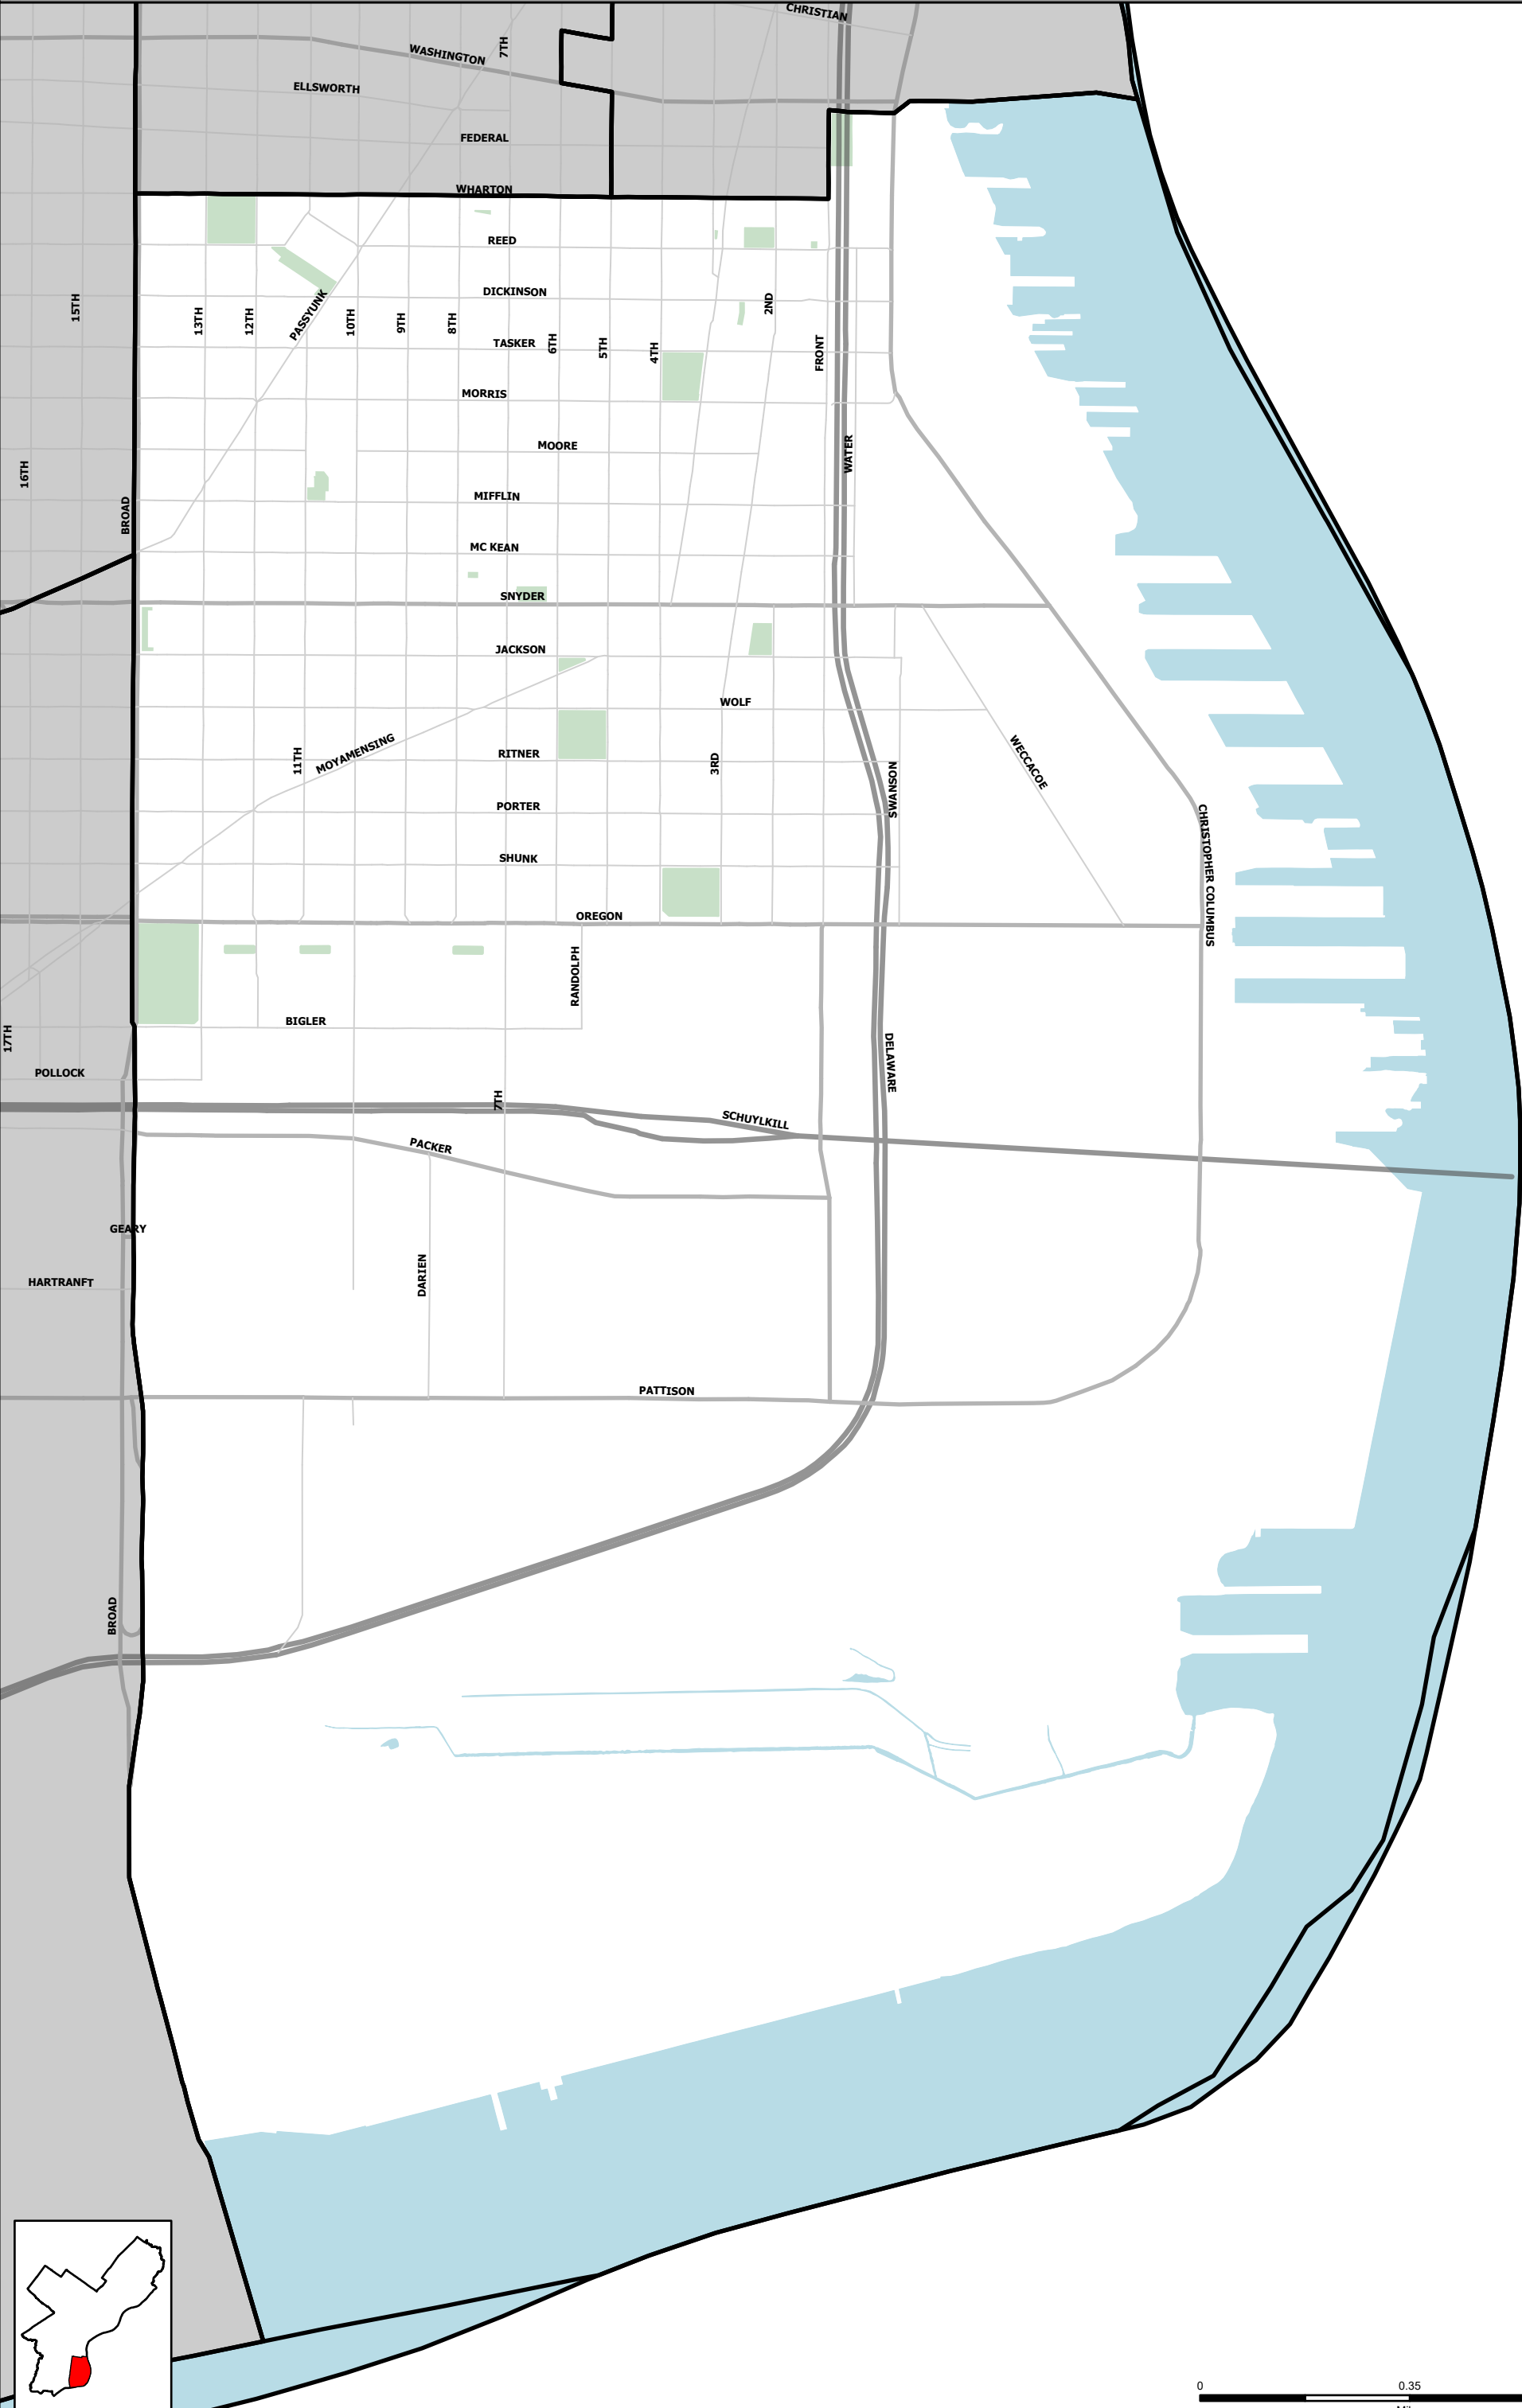 CHRISTIAN
WASHINGTON
7TH
ELLSWORTH
FEDERAL
WHARTON
REED
DICKINSON
15TH
13TH
12TH
PASSYUNK
10TH
9TH
8TH
TASKER
6TH
5TH
4TH
2ND
FRONT
MORRIS
MOORE
WATER
16TH
MIFFLIN
BROAD
MC KEAN
SNYDER
JACKSON
WOLF
MOYAMENSING
11TH
RITNER
3RD
WECCACOE
SWANSON
PORTER
SHUNK
CHRISTOPHER COLUMBUS
OREGON
RANDOLPH
BIGLER
17TH
DELAWARE
POLLOCK
7TH
SCHUYLKILL
PACKER
GEARY
DARIEN
HARTRANFT
PATTISON
BROAD
0
0.35